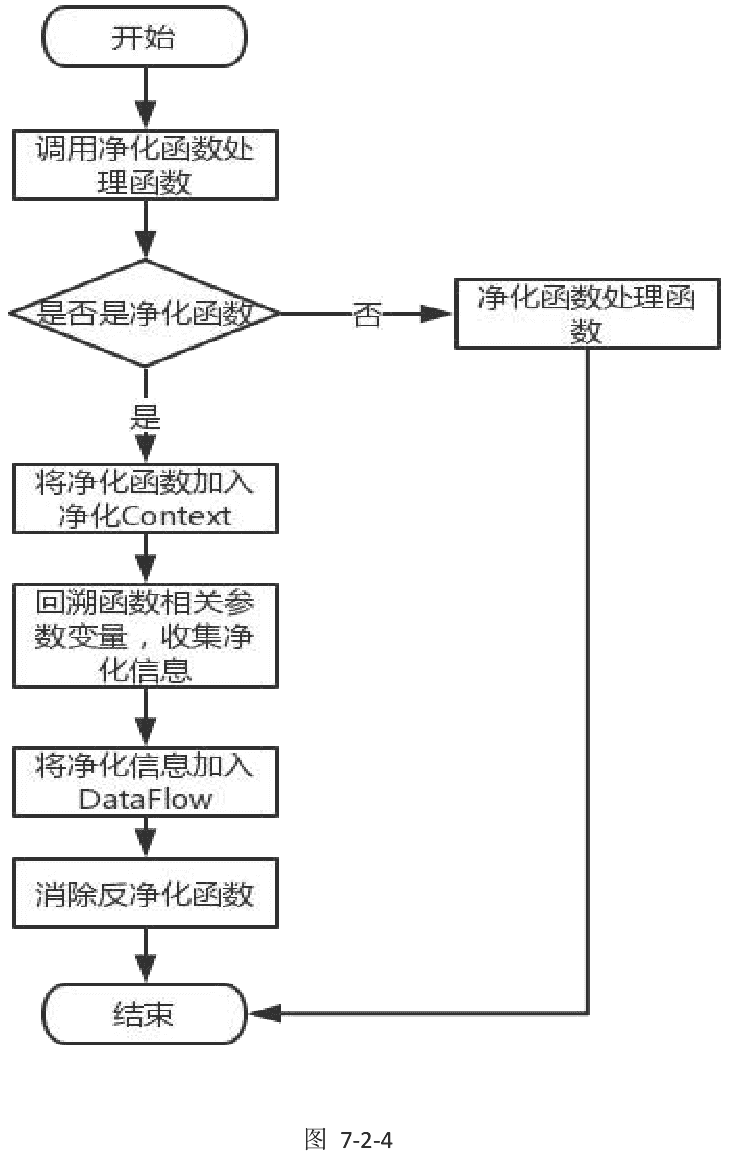 开始
调用净化函数处
理函数
是否是净化函数
否
净化函数处理函
数
是
将净化函数加入
净化Context
回溯函数相关参
数变量，收集净
化信息
将净化信息加入
DataFlow
消除反净化函数
结束
图 7-2-4